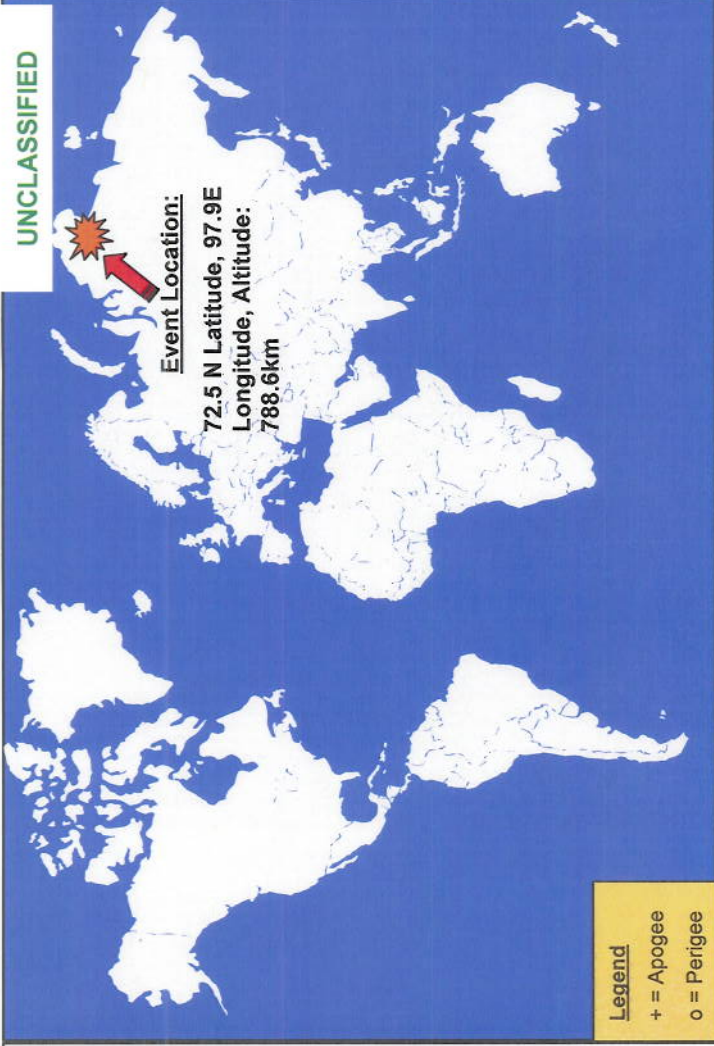 UNCLASSIFIED
Event Location:
72.5 N Latitude, 97.9E
Longitude, Altitude:
788.6km
Legend
+ = Apogee
o = Perigee